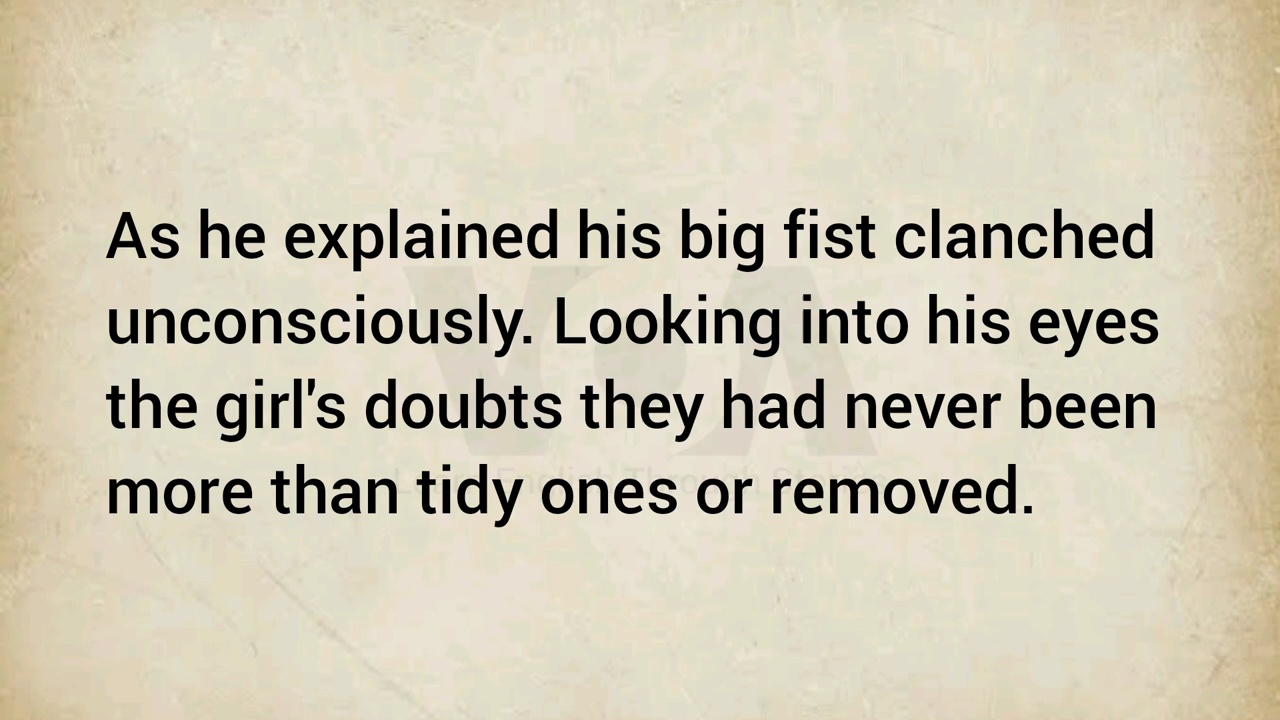 As he explained his big fist clanched
unconsciously. Looking into his eyes
the girl's doubts they had never been
more than tidy ones or removed.
VOA